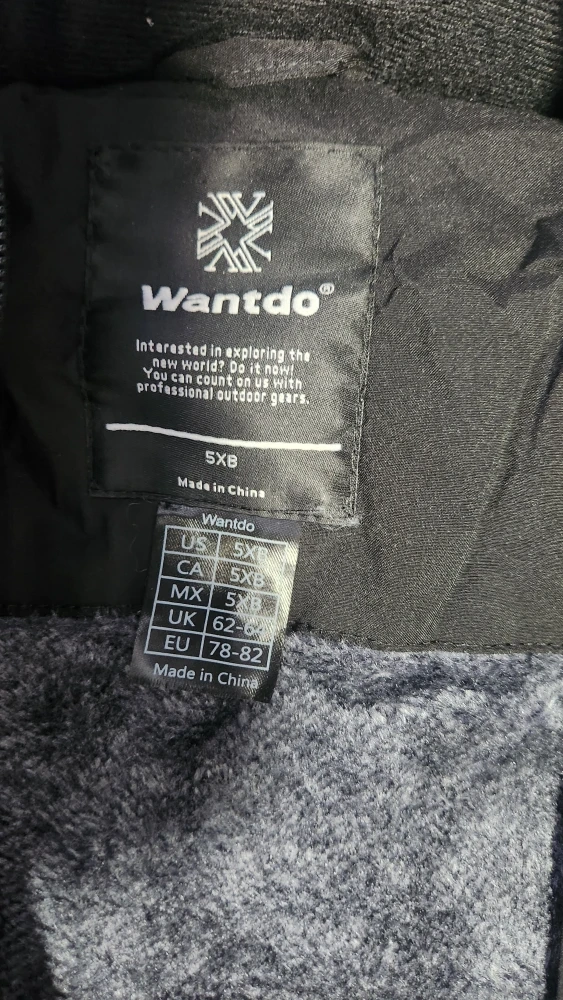 Wantdo®
Interested in exploring the
new world? Do it now!
You can count on us with
professional outdoor gears.
5XB
Made in China
Wantdo
US 5XB
CA 5XB
MX 5XB
UK 62-64
EU 78-82
Made in China